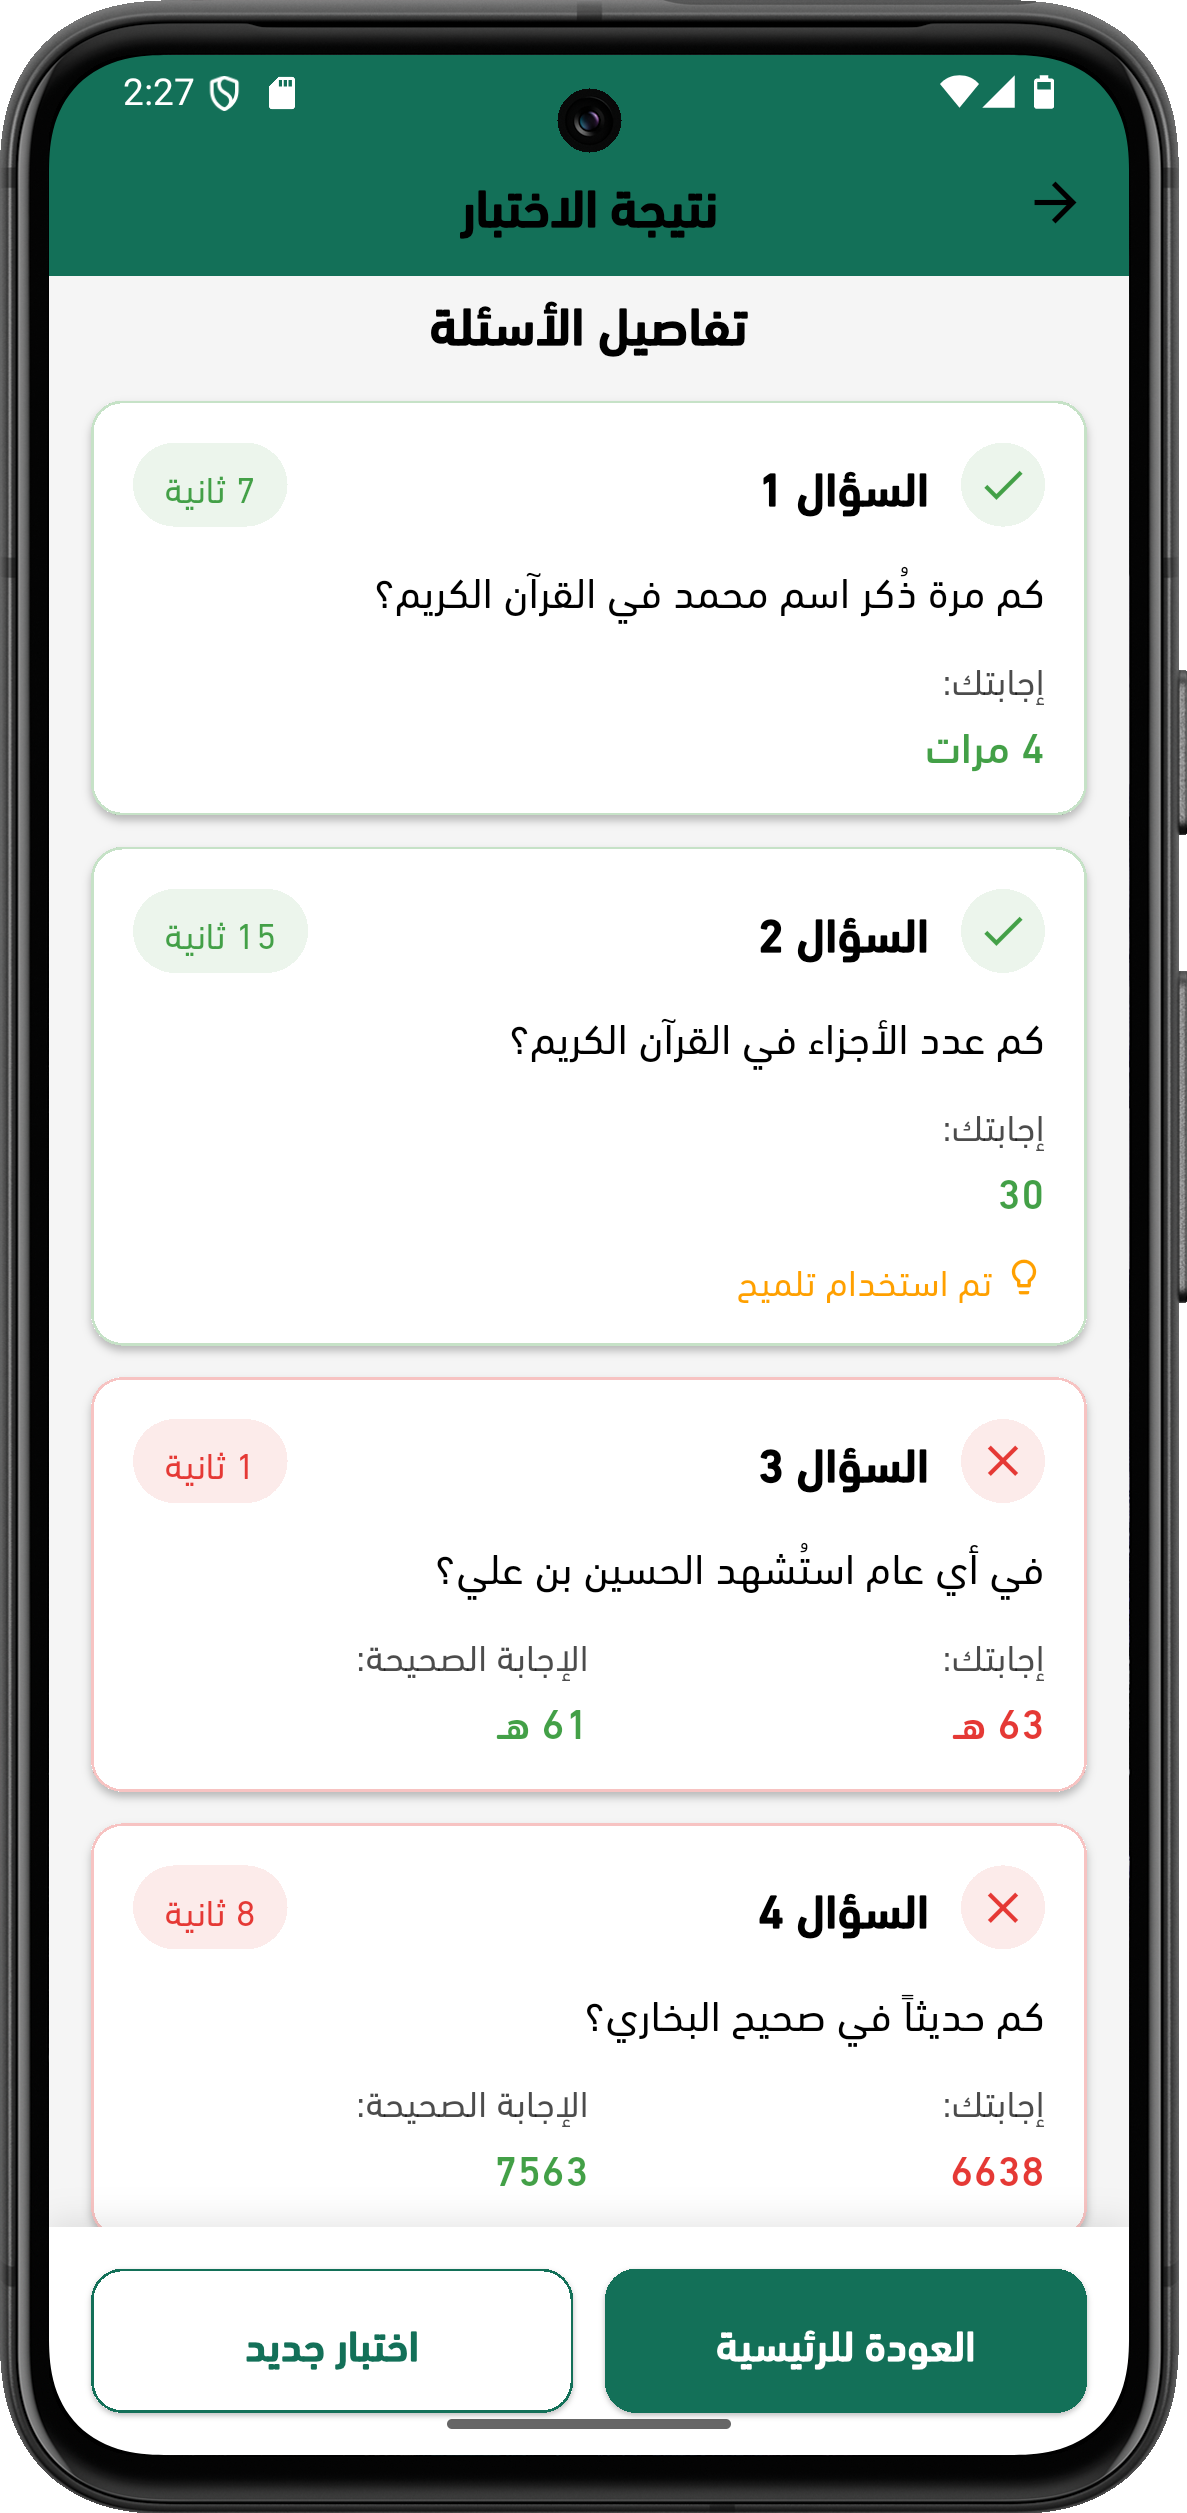 2:27
نتيجة الاختبار
تفاصيل الأسئلة
السؤال 1
7 ثانية
كم مرة ذُكر اسم محمد في القرآن الكريم؟
إجابتك:
4 مرات
السؤال 2
15 ثانية
كم عدد الأجزاء في القرآن الكريم؟
إجابتك:
30
تم استخدام تلميح
السؤال 3
1 ثانية
في أي عام استُشهد الحسين بن علي؟
إجابتك:
الإجابة الصحيحة:
63 هـ
61 هـ
السؤال 4
8 ثانية
كم حديثاً في صحيح البخاري؟
إجابتك:
الإجابة الصحيحة:
6638
7563
العودة للرئيسية
اختبار جديد